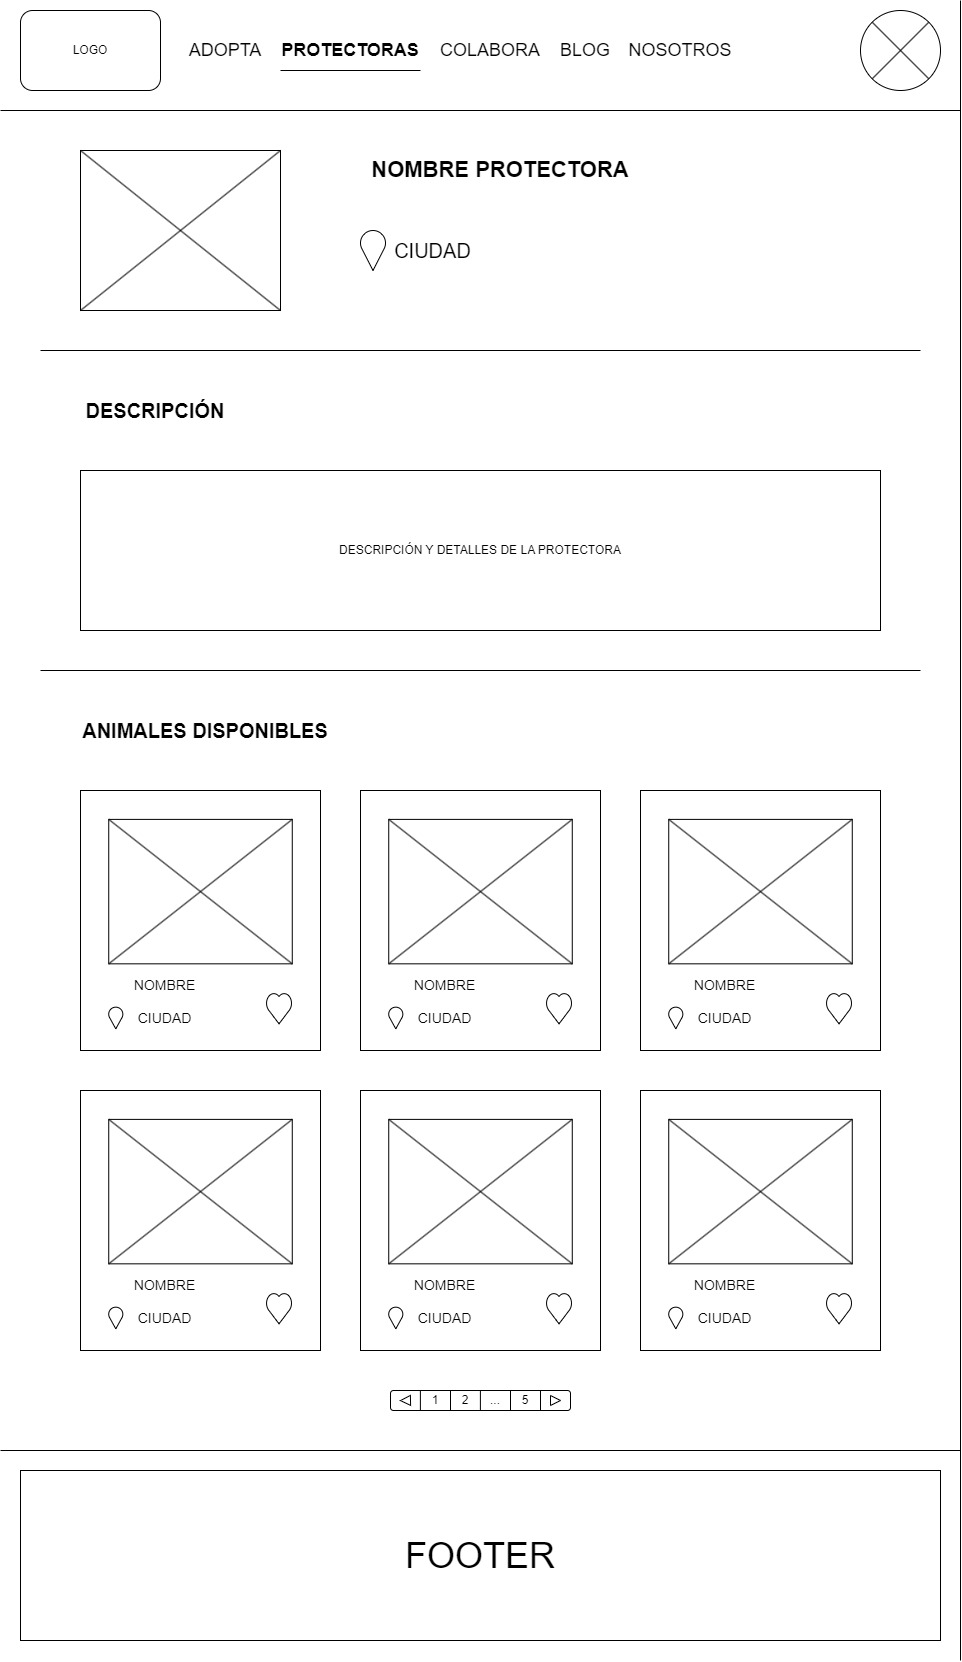 LOGO
ADOPTA PROTECTORAS COLABORA BLOG NOSOTROS
NOMBRE PROTECTORA
CIUDAD
DESCRIPCIÓN
DESCRIPCIÓN Y DETALLES DE LA PROTECTORA
ANIMALES DISPONIBLES
NOMBRE
CIUDAD
NOMBRE
CIUDAD
NOMBRE
CIUDAD
NOMBRE
CIUDAD
NOMBRE
CIUDAD
NOMBRE
CIUDAD
1 2 ... 5
FOOTER